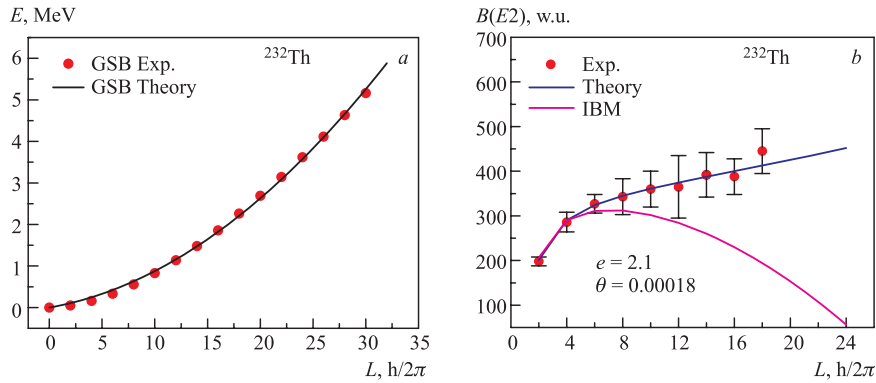 E, MeV
6
5
4
3
2
1
0
GSB Exp.
GSB Theory
²³²Th
a
0 5 10 15 20 25 30 35
L, h/2π
B(E2), w.u.
700
600
500
400
300
200
100
Exp.
Theory
IBM
²³²Th
b
e = 2.1
θ = 0.00018
0 4 8 12 16 20 24
L, h/2π